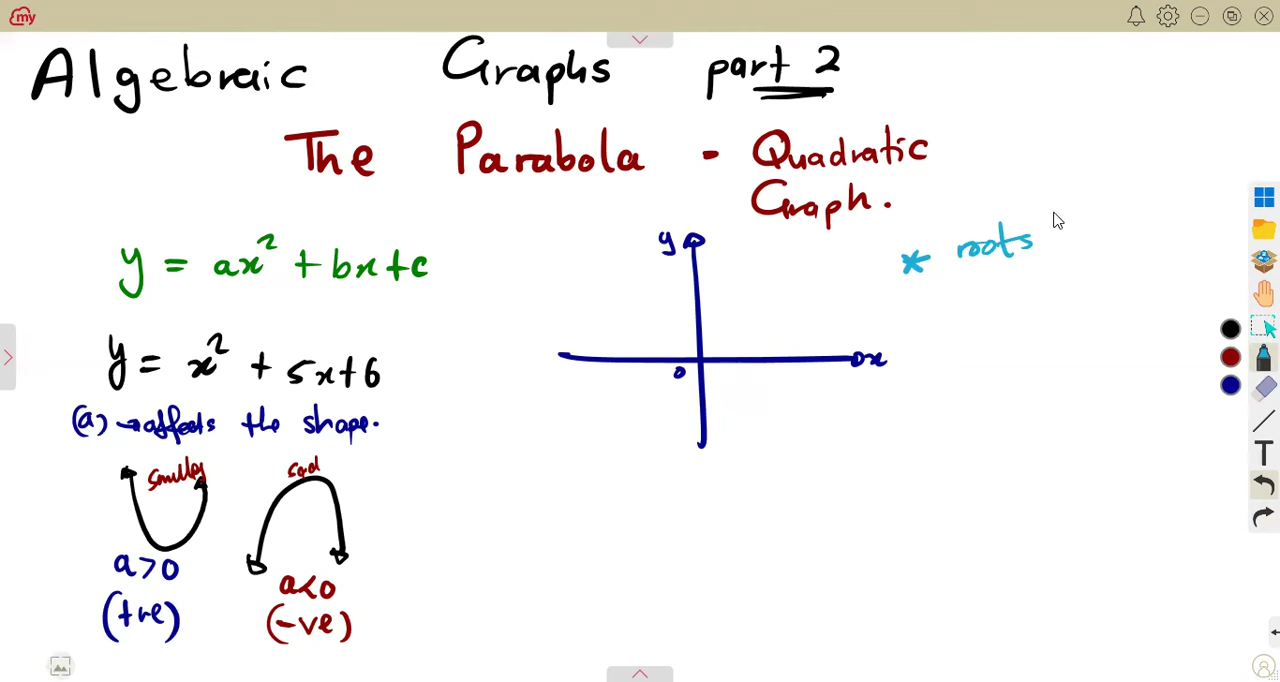 my
Algebraic Graphs part 2
The Parabola - Quadratic
Graph.
y = ax² + bx + c
y
* roots
y = x² + 5x + 6
0
x
(a) → affects the shape.
smiley
sad
a > 0
(+ve)
a < 0
(-ve)
T